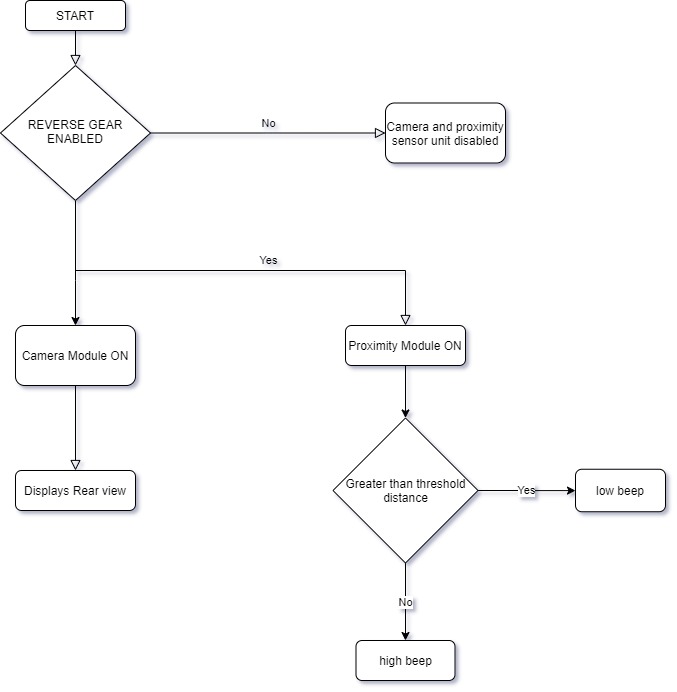 START
REVERSE GEAR
ENABLED
No
Camera and proximity
sensor unit disabled
Yes
Camera Module ON
Proximity Module ON
Displays Rear view
Greater than threshold
distance
Yes
low beep
No
high beep